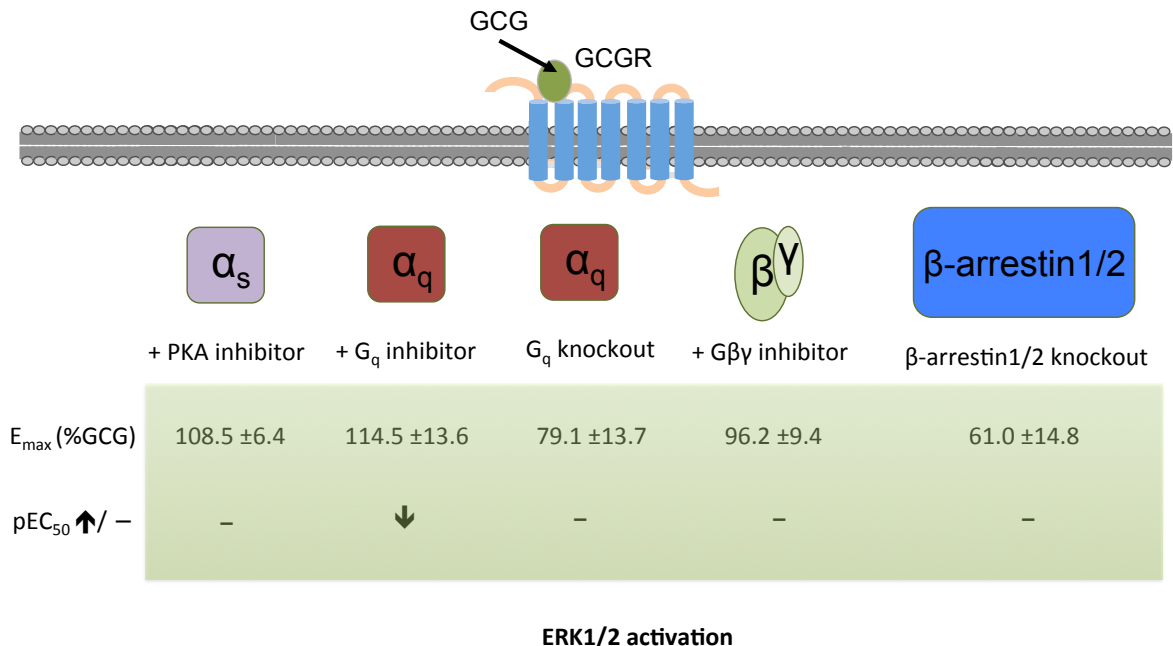 GCG
GCGR
αs αq αq β γ β-arrestin1/2
+ PKA inhibitor + Gq inhibitor Gq knockout + Gβγ inhibitor β-arrestin1/2 knockout
Emax (%GCG) 108.5 ±6.4 114.5 ±13.6 79.1 ±13.7 96.2 ±9.4 61.0 ±14.8
pEC50 ↑/ – – ↓ – – –
ERK1/2 activation